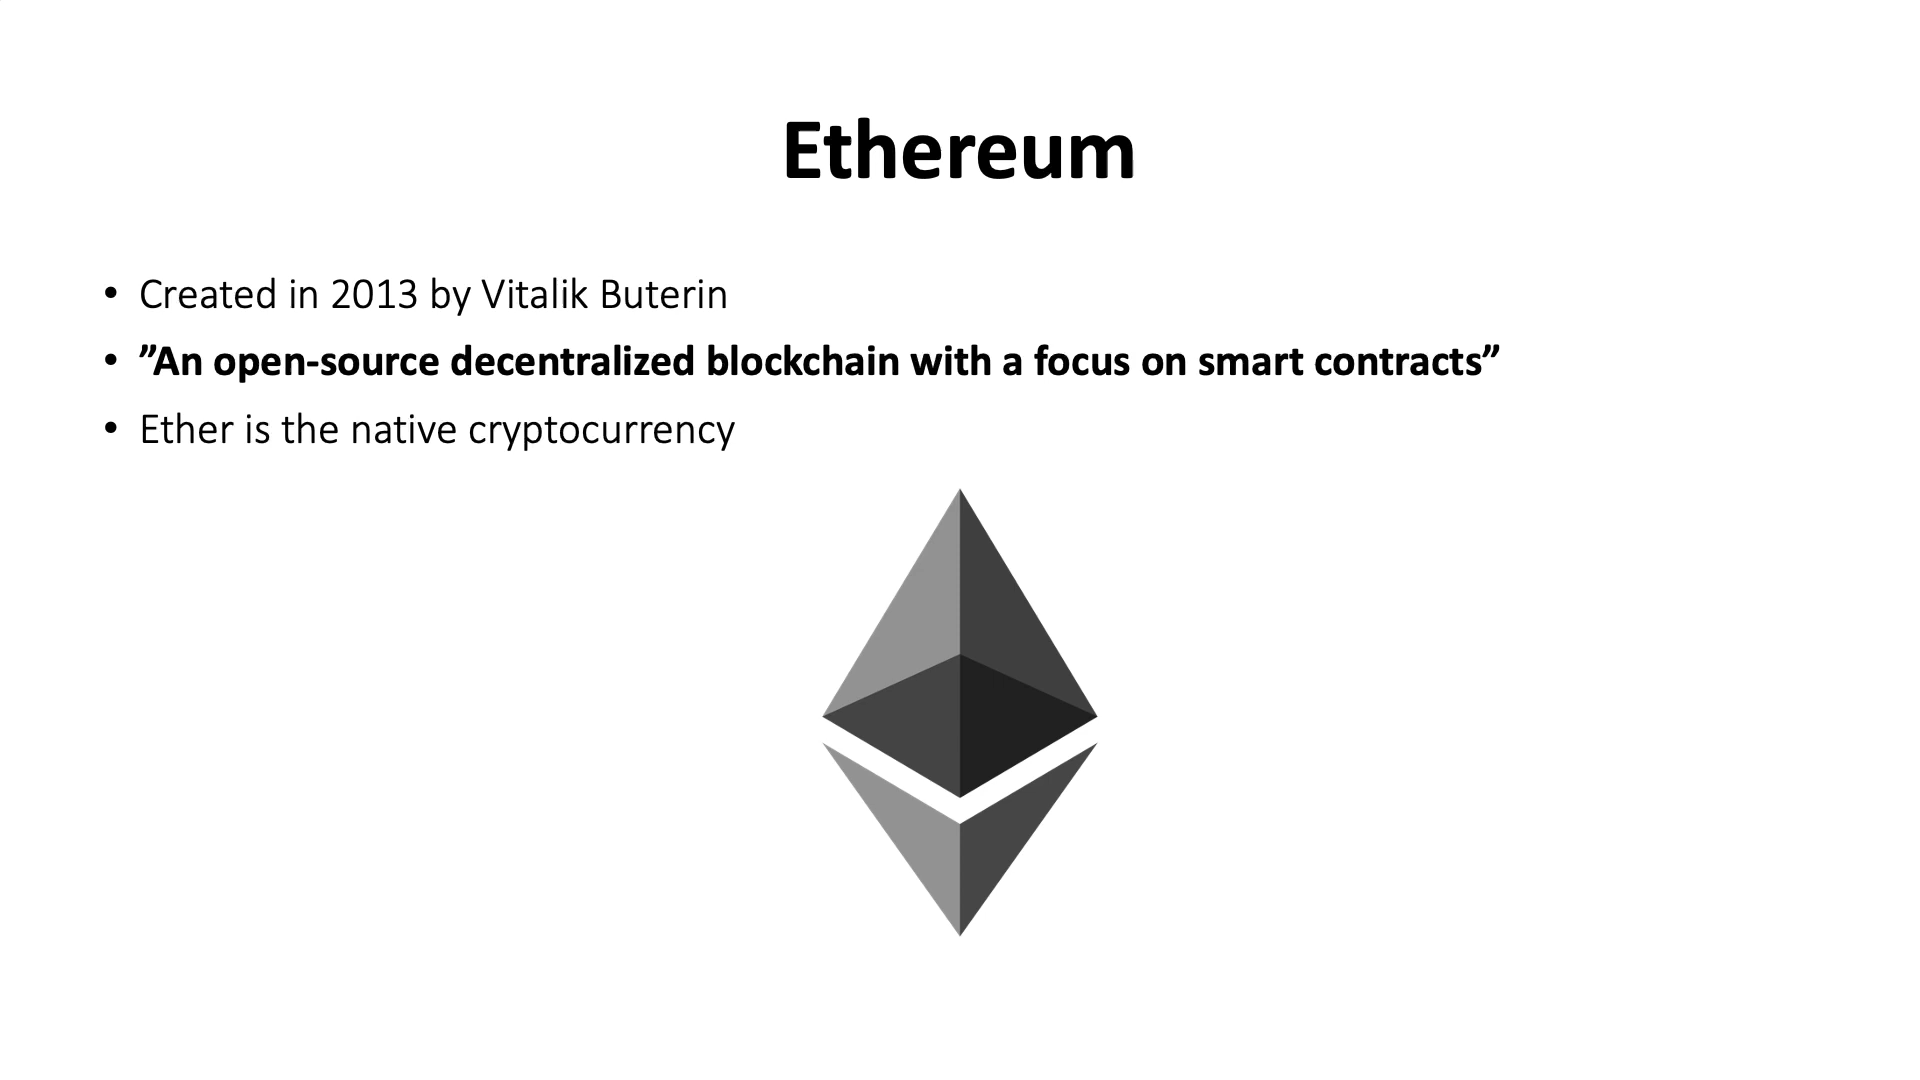 Ethereum
• Created in 2013 by Vitalik Buterin
• ”An open-source decentralized blockchain with a focus on smart contracts”
• Ether is the native cryptocurrency